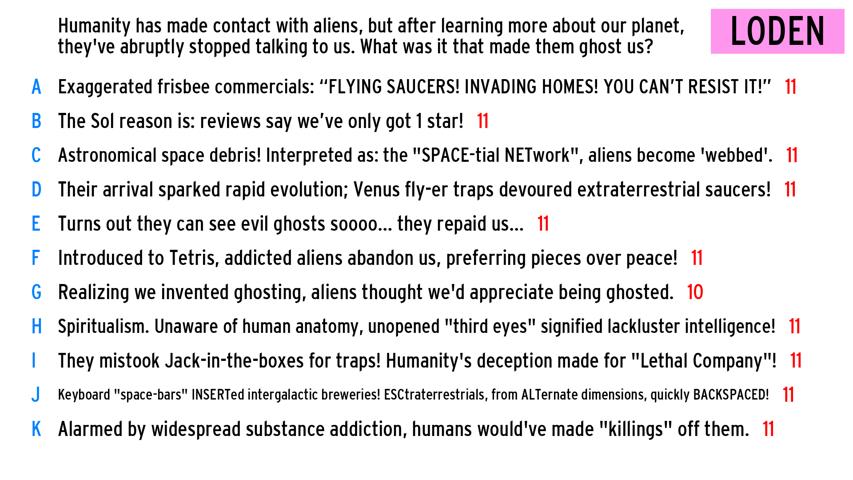 Humanity has made contact with aliens, but after learning more about our planet,
they've abruptly stopped talking to us. What was it that made them ghost us?
LODEN
A Exaggerated frisbee commercials: “FLYING SAUCERS! INVADING HOMES! YOU CAN’T RESIST IT!” 11
B The Sol reason is: reviews say we’ve only got 1 star! 11
C Astronomical space debris! Interpreted as: the "SPACE-tial NETwork", aliens become 'webbed'. 11
D Their arrival sparked rapid evolution; Venus fly-er traps devoured extraterrestrial saucers! 11
E Turns out they can see evil ghosts soooo... they repaid us... 11
F Introduced to Tetris, addicted aliens abandon us, preferring pieces over peace! 11
G Realizing we invented ghosting, aliens thought we'd appreciate being ghosted. 10
H Spiritualism. Unaware of human anatomy, unopened "third eyes" signified lackluster intelligence! 11
I They mistook Jack-in-the-boxes for traps! Humanity's deception made for "Lethal Company"! 11
J Keyboard "space-bars" INSERTed intergalactic breweries! ESCtraterrestrials, from ALTernate dimensions, quickly BACKSPACED! 11
K Alarmed by widespread substance addiction, humans would've made "killings" off them. 11